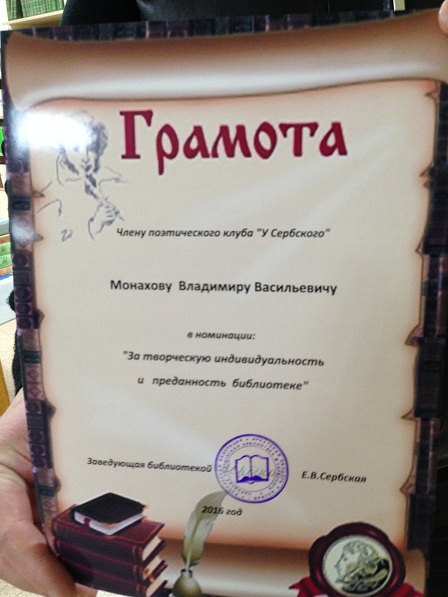 Грамота
Члену поэтического клуба "У Сербского"
Монахову Владимиру Васильевичу
в номинации:
"За творческую индивидуальность
и преданность библиотеке"
Заведующая библиотекой
Е.В.Сербская
2016 год